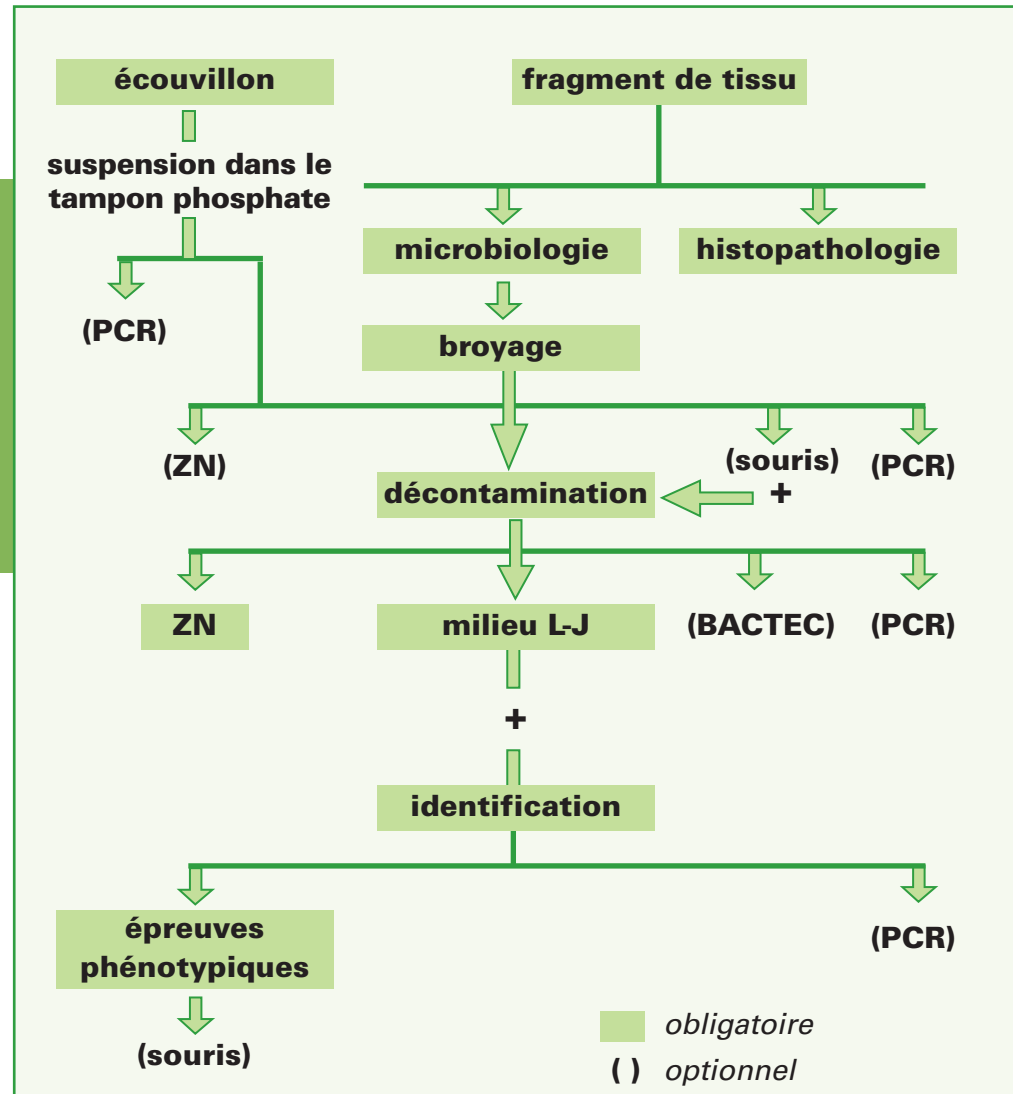 écouvillon
fragment de tissu
suspension dans le
tampon phosphate
microbiologie
histopathologie
(PCR)
broyage
(ZN)
(souris)
+
(PCR)
décontamination
ZN
milieu L-J
(BACTEC)
(PCR)
+
identification
épreuves
phénotypiques
(PCR)
(souris)
obligatoire
( ) optionnel